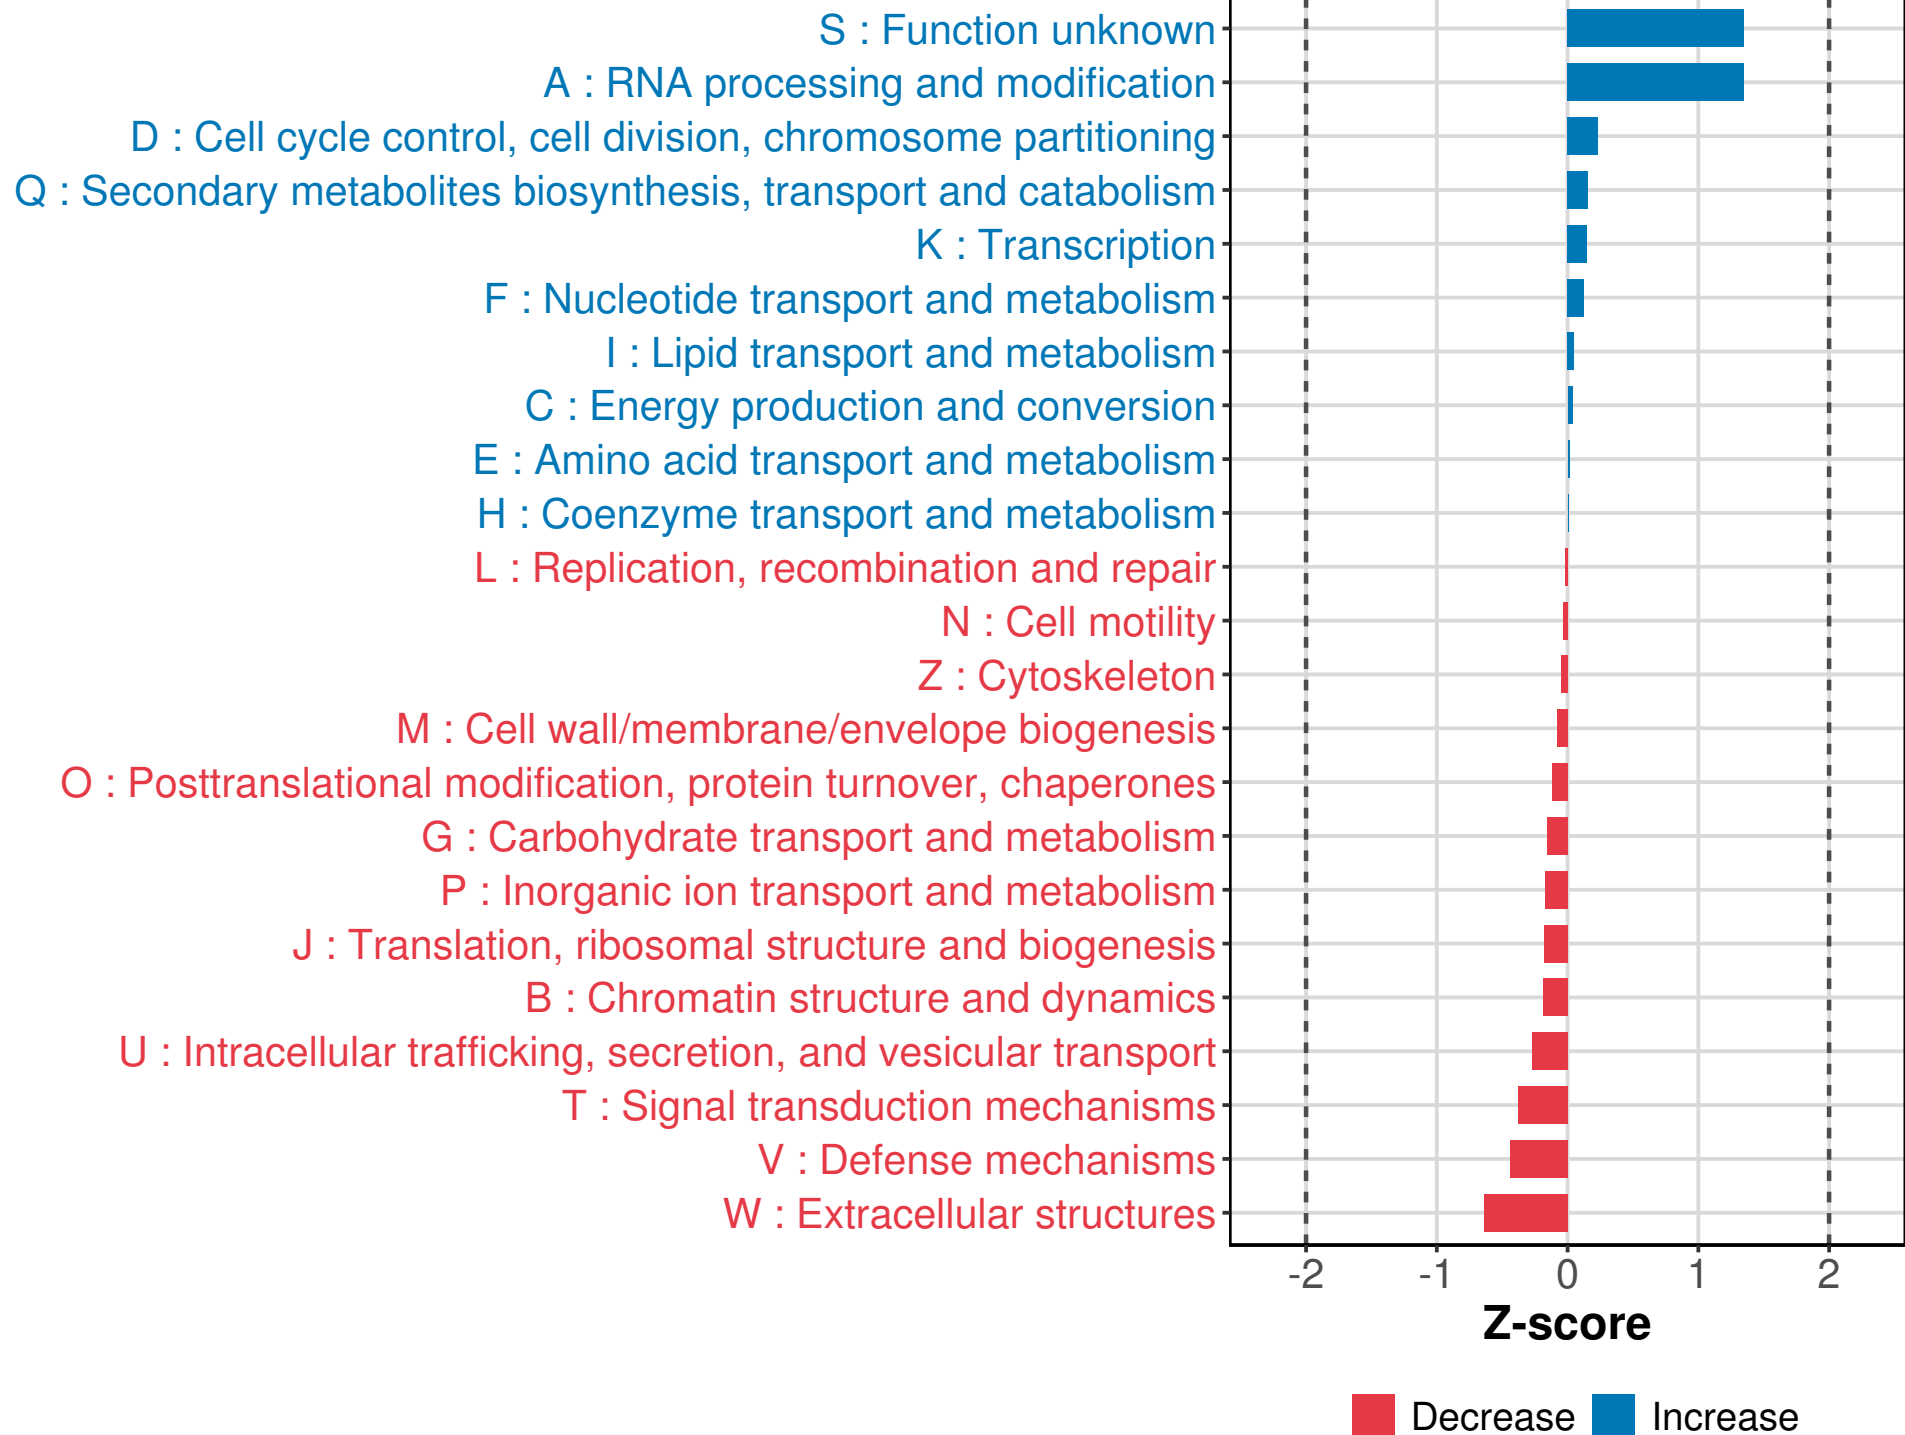 S : Function unknown
A : RNA processing and modification
D : Cell cycle control, cell division, chromosome partitioning
Q : Secondary metabolites biosynthesis, transport and catabolism
K : Transcription
F : Nucleotide transport and metabolism
I : Lipid transport and metabolism
C : Energy production and conversion
E : Amino acid transport and metabolism
H : Coenzyme transport and metabolism
L : Replication, recombination and repair
N : Cell motility
Z : Cytoskeleton
M : Cell wall/membrane/envelope biogenesis
O : Posttranslational modification, protein turnover, chaperones
G : Carbohydrate transport and metabolism
P : Inorganic ion transport and metabolism
J : Translation, ribosomal structure and biogenesis
B : Chromatin structure and dynamics
U : Intracellular trafficking, secretion, and vesicular transport
T : Signal transduction mechanisms
V : Defense mechanisms
W : Extracellular structures
-2 -1 0 1 2
Z-score
Decrease Increase